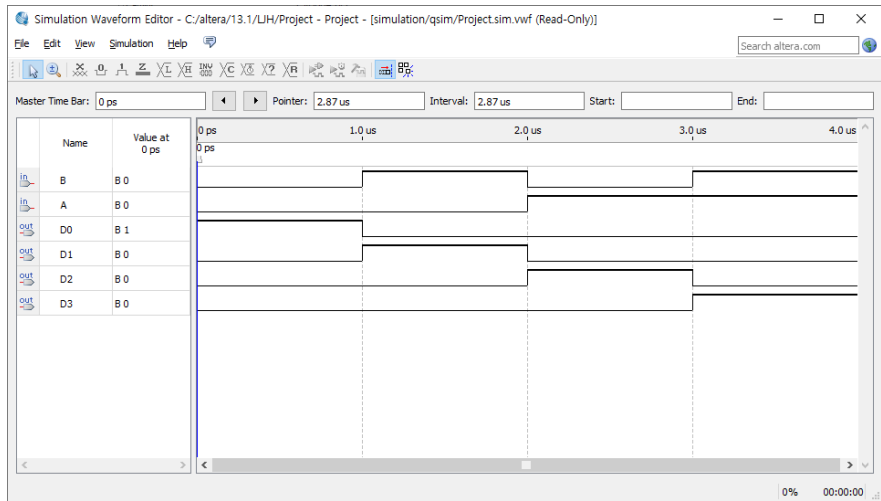 Simulation Waveform Editor - C:/altera/13.1/LJH/Project - Project - [simulation/qsim/Project.sim.vwf (Read-Only)]
File Edit View Simulation Help
Search altera.com
Master Time Bar: 0 ps Pointer: 2.87 us Interval: 2.87 us Start: End:
Name Value at 0 ps
0 ps 1.0 us 2.0 us 3.0 us 4.0 us
0 ps
in B B 0
in A B 0
out D0 B 1
out D1 B 0
out D2 B 0
out D3 B 0
0% 00:00:00